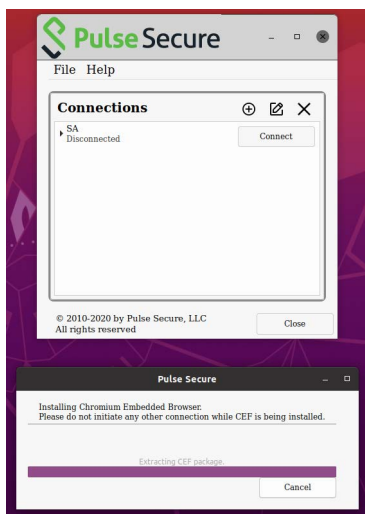 Pulse Secure
File Help
Connections
SA
Disconnected
Connect
© 2010-2020 by Pulse Secure, LLC
All rights reserved
Close
Pulse Secure
Installing Chromium Embedded Browser.
Please do not initiate any other connection while CEF is being installed.
Extracting CEF package.
Cancel